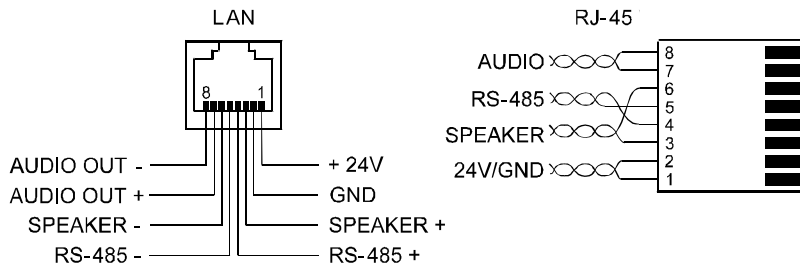 LAN
8 1
AUDIO OUT -
AUDIO OUT +
SPEAKER -
RS-485 -
+ 24V
GND
SPEAKER +
RS-485 +
RJ-45
AUDIO
RS-485
SPEAKER
24V/GND
8
7
6
5
4
3
2
1